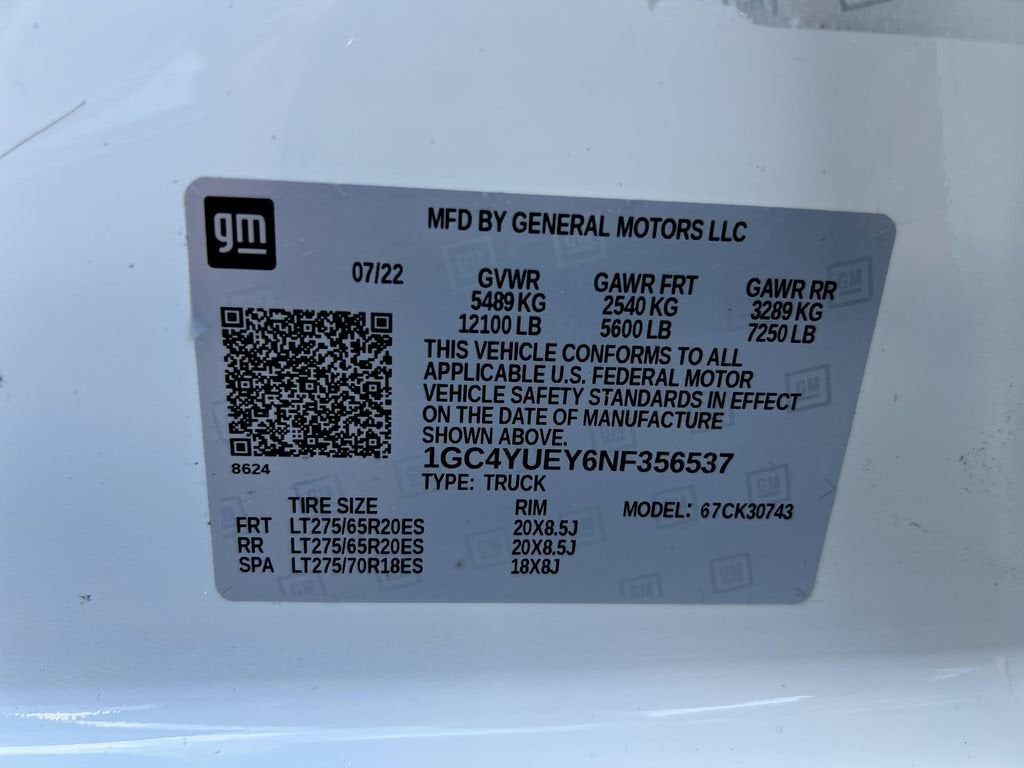 gm
MFD BY GENERAL MOTORS LLC
07/22 GVWR GAWR FRT GAWR RR
5489 KG 2540 KG 3289 KG
12100 LB 5600 LB 7250 LB
THIS VEHICLE CONFORMS TO ALL
APPLICABLE U.S. FEDERAL MOTOR
VEHICLE SAFETY STANDARDS IN EFFECT
ON THE DATE OF MANUFACTURE
SHOWN ABOVE.
8624
1GC4YUEY6NF356537
TYPE: TRUCK
TIRE SIZE RIM MODEL: 67CK30743
FRT LT275/65R20ES 20X8.5J
RR LT275/65R20ES 20X8.5J
SPA LT275/70R18ES 18X8J